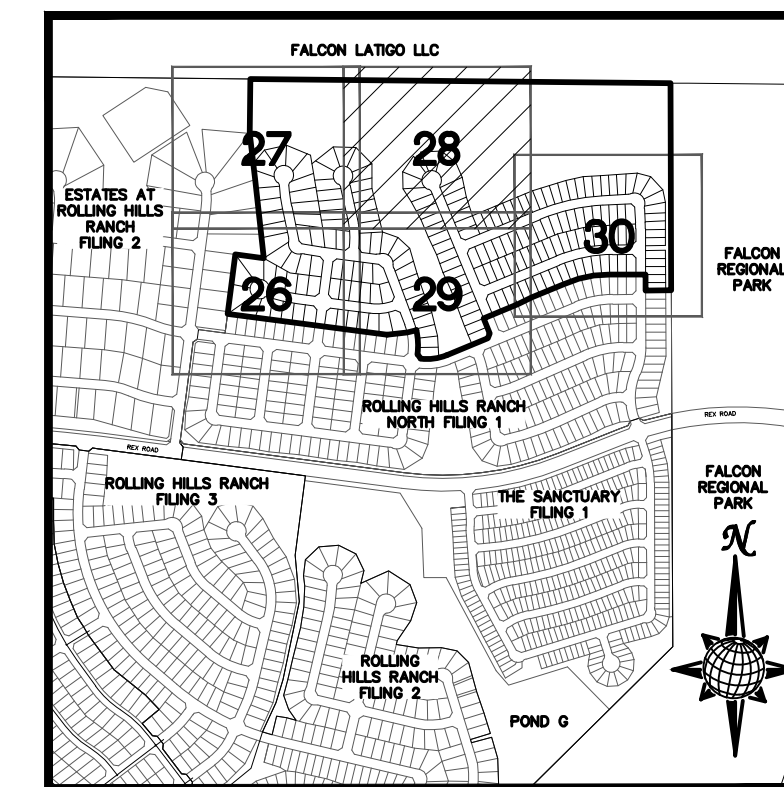 FALCON LATIGO LLC
27
28
ESTATES AT
ROLLING HILLS
RANCH
FILING 2
30
FALCON
REGIONAL
PARK
26
29
ROLLING HILLS RANCH
NORTH FILING 1
REX ROAD
REX ROAD
ROLLING HILLS RANCH
FILING 3
THE SANCTUARY
FILING 1
FALCON
REGIONAL
PARK
N
ROLLING
HILLS RANCH
FILING 2
POND G